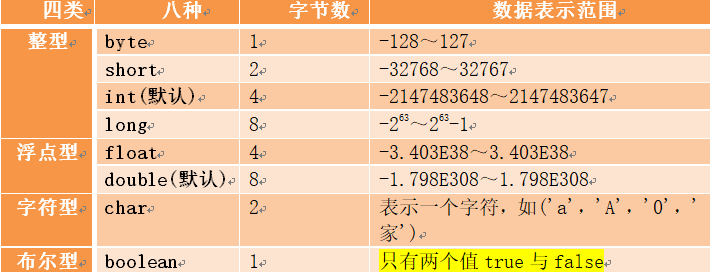 四类 八种 字节数 数据表示范围
整型 byte 1 -128～127
short 2 -32768～32767
int(默认) 4 -2147483648～2147483647
long 8 -2⁶³～2⁶³-1
浮点型 float 4 -3.403E38～3.403E38
double(默认) 8 -1.798E308～1.798E308
字符型 char 2 表示一个字符，如('a'，'A'，'0'，'
家')
布尔型 boolean 1 只有两个值 true 与 false